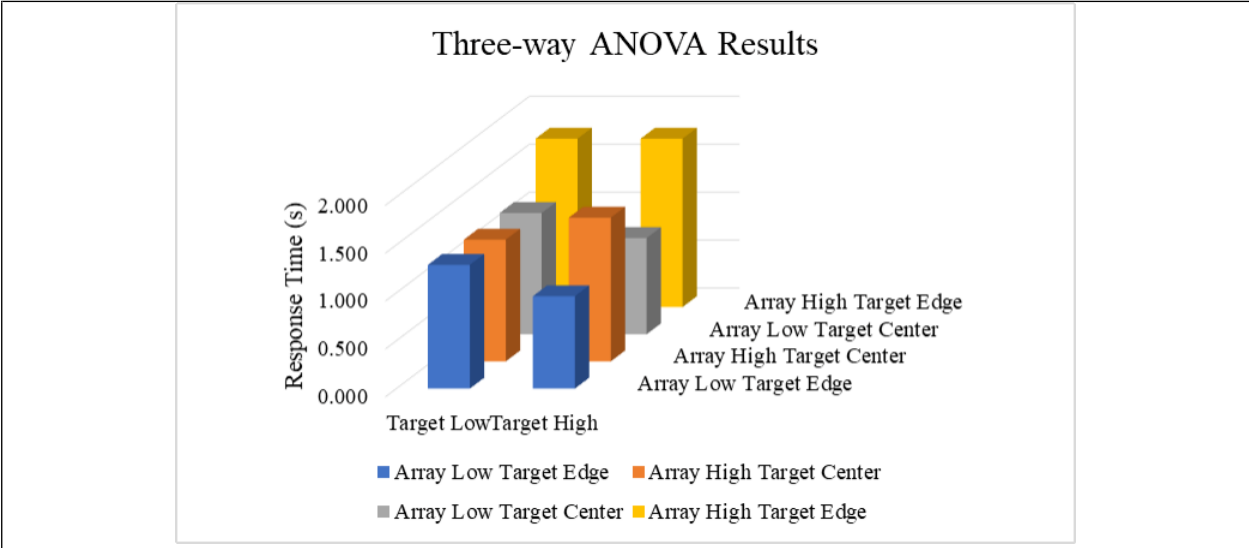 Three-way ANOVA Results
Response Time (s)
2.000
1.500
1.000
0.500
0.000
Array High Target Edge
Array Low Target Center
Array High Target Center
Array Low Target Edge
Target Low Target High
Array Low Target Edge Array High Target Center
Array Low Target Center Array High Target Edge